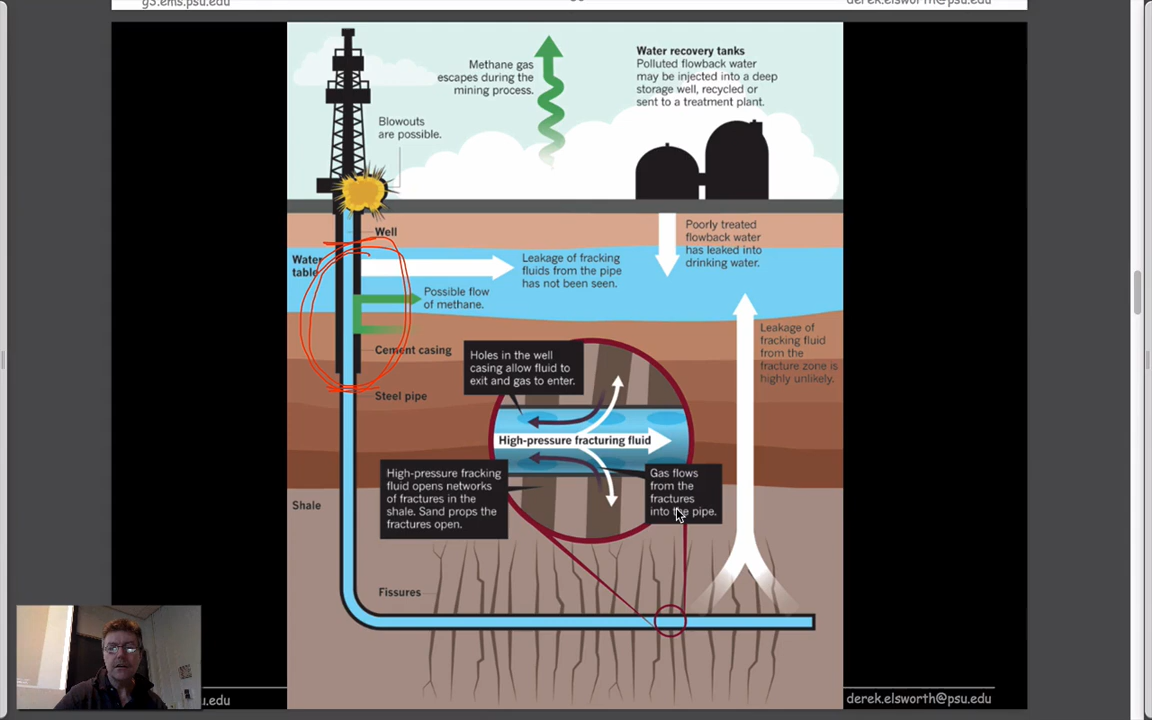 g3.ems.psu.edu
derek.elsworth@psu.edu
Methane gas
escapes during the
mining process.
Water recovery tanks
Polluted flowback water
may be injected into a deep
storage well, recycled or
sent to a treatment plant.
Blowouts
are possible.
Well
Water
table
Leakage of fracking
fluids from the pipe
has not been seen.
Poorly treated
flowback water
has leaked into
drinking water.
Possible flow
of methane.
Cement casing
Leakage of
fracking fluid
from the
fracture zone is
highly unlikely.
Holes in the well
casing allow fluid to
exit and gas to enter.
Steel pipe
High-pressure fracturing fluid
High-pressure fracking
fluid opens networks
of fractures in the
shale. Sand props the
fractures open.
Gas flows
from the
fractures
into the pipe.
Shale
Fissures
u.edu
derek.elsworth@psu.edu